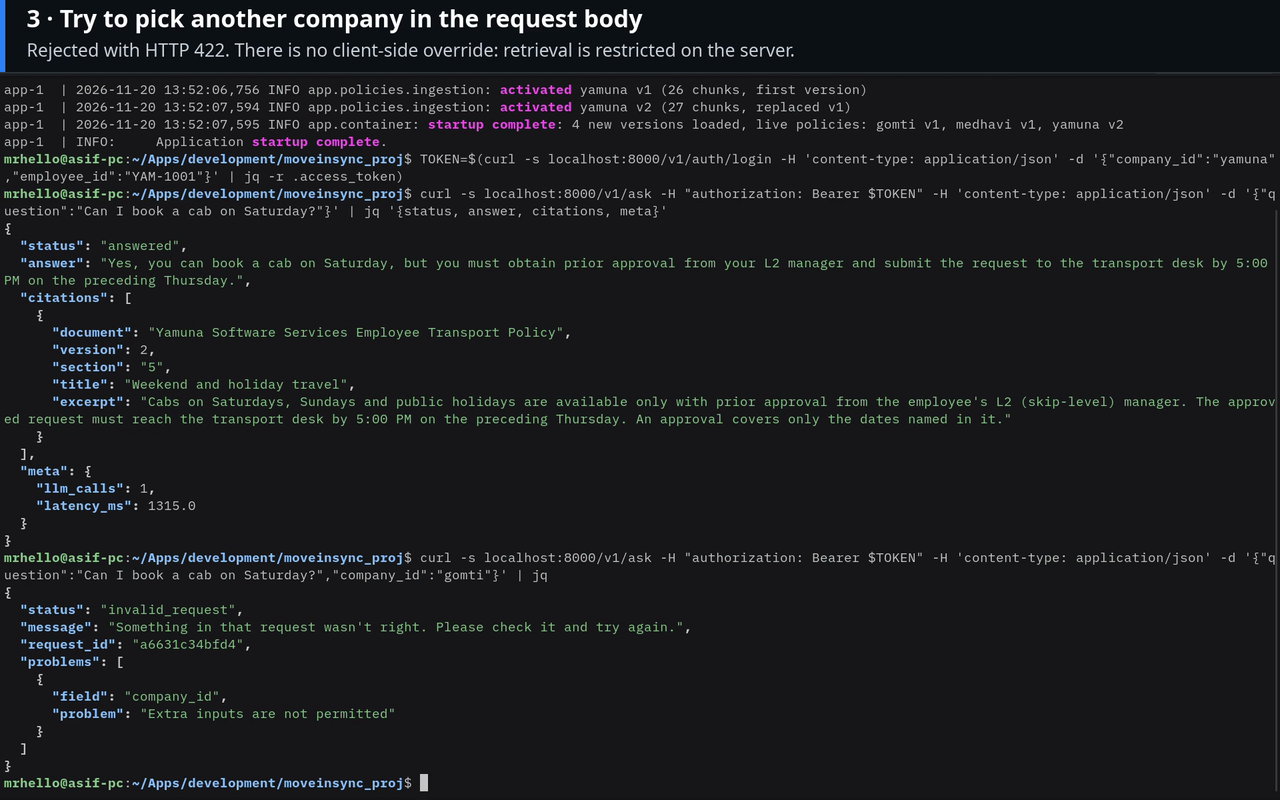 3 · Try to pick another company in the request body
Rejected with HTTP 422. There is no client-side override: retrieval is restricted on the server.
app-1  | 2026-11-20 13:52:06,756 INFO app.policies.ingestion: activated yamuna v1 (26 chunks, first version)
app-1  | 2026-11-20 13:52:07,594 INFO app.policies.ingestion: activated yamuna v2 (27 chunks, replaced v1)
app-1  | 2026-11-20 13:52:07,595 INFO app.container: startup complete: 4 new versions loaded, live policies: gomti v1, medhavi v1, yamuna v2
app-1  | INFO:     Application startup complete.
mrhello@asif-pc:~/Apps/development/moveinsync_proj$ TOKEN=$(curl -s localhost:8000/v1/auth/login -H 'content-type: application/json' -d '{"company_id":"yamuna"
,"employee_id":"YAM-1001"}' | jq -r .access_token)
mrhello@asif-pc:~/Apps/development/moveinsync_proj$ curl -s localhost:8000/v1/ask -H "authorization: Bearer $TOKEN" -H 'content-type: application/json' -d '{"q
uestion":"Can I book a cab on Saturday?"}' | jq '{status, answer, citations, meta}'
{
  "status": "answered",
  "answer": "Yes, you can book a cab on Saturday, but you must obtain prior approval from your L2 manager and submit the request to the transport desk by 5:00
PM on the preceding Thursday.",
  "citations": [
    {
      "document": "Yamuna Software Services Employee Transport Policy",
      "version": 2,
      "section": "5",
      "title": "Weekend and holiday travel",
      "excerpt": "Cabs on Saturdays, Sundays and public holidays are available only with prior approval from the employee's L2 (skip-level) manager. The approv
ed request must reach the transport desk by 5:00 PM on the preceding Thursday. An approval covers only the dates named in it."
    }
  ],
  "meta": {
    "llm_calls": 1,
    "latency_ms": 1315.0
  }
}
mrhello@asif-pc:~/Apps/development/moveinsync_proj$ curl -s localhost:8000/v1/ask -H "authorization: Bearer $TOKEN" -H 'content-type: application/json' -d '{"q
uestion":"Can I book a cab on Saturday?","company_id":"gomti"}' | jq
{
  "status": "invalid_request",
  "message": "Something in that request wasn't right. Please check it and try again.",
  "request_id": "a6631c34bfd4",
  "problems": [
    {
      "field": "company_id",
      "problem": "Extra inputs are not permitted"
    }
  ]
}
mrhello@asif-pc:~/Apps/development/moveinsync_proj$